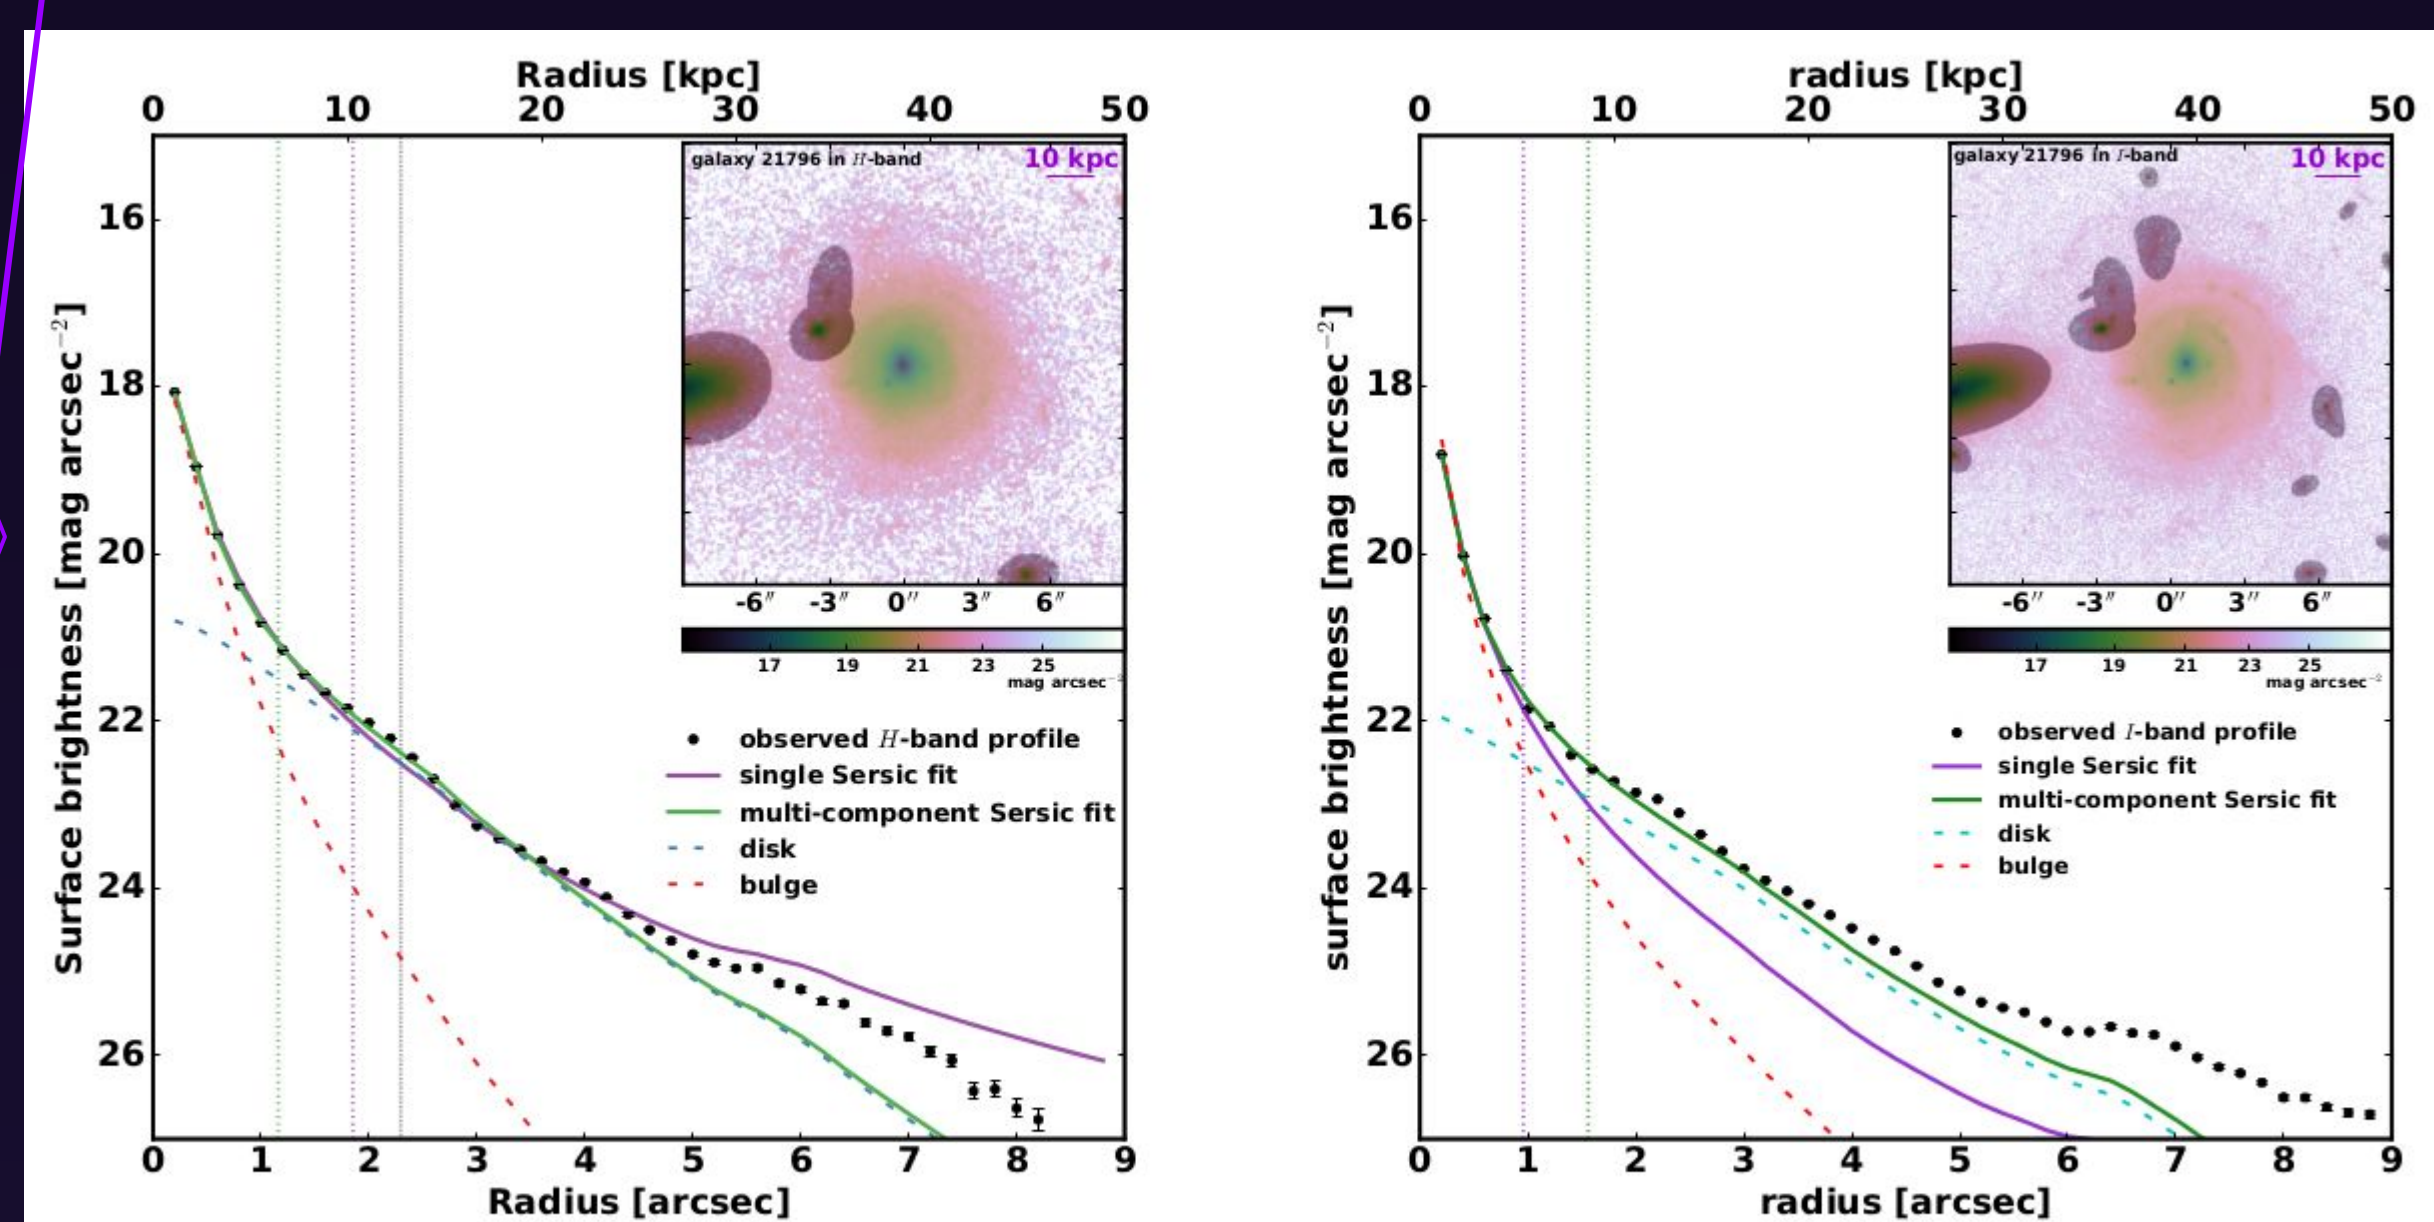 Radius [kpc]
0 10 20 30 40 50
galaxy 21796 in H-band
10 kpc
16
18
20
22
24
26
Surface brightness [mag arcsec−2]
-6″ -3″ 0″ 3″ 6″
17 19 21 23 25
mag arcsec−2
observed H-band profile
single Sersic fit
multi-component Sersic fit
disk
bulge
0 1 2 3 4 5 6 7 8 9
Radius [arcsec]
radius [kpc]
0 10 20 30 40 50
galaxy 21796 in I-band
10 kpc
16
18
20
22
24
26
surface brightness [mag arcsec−2]
-6″ -3″ 0″ 3″ 6″
17 19 21 23 25
mag arcsec−2
observed I-band profile
single Sersic fit
multi-component Sersic fit
disk
bulge
0 1 2 3 4 5 6 7 8 9
radius [arcsec]